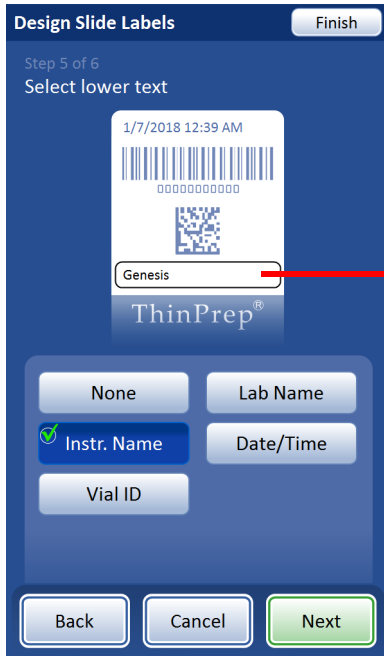 Design Slide Labels Finish
Step 5 of 6
Select lower text
1/7/2018 12:39 AM
00000000000
Genesis
ThinPrep®
None Lab Name
Instr. Name Date/Time
Vial ID
Back Cancel Next